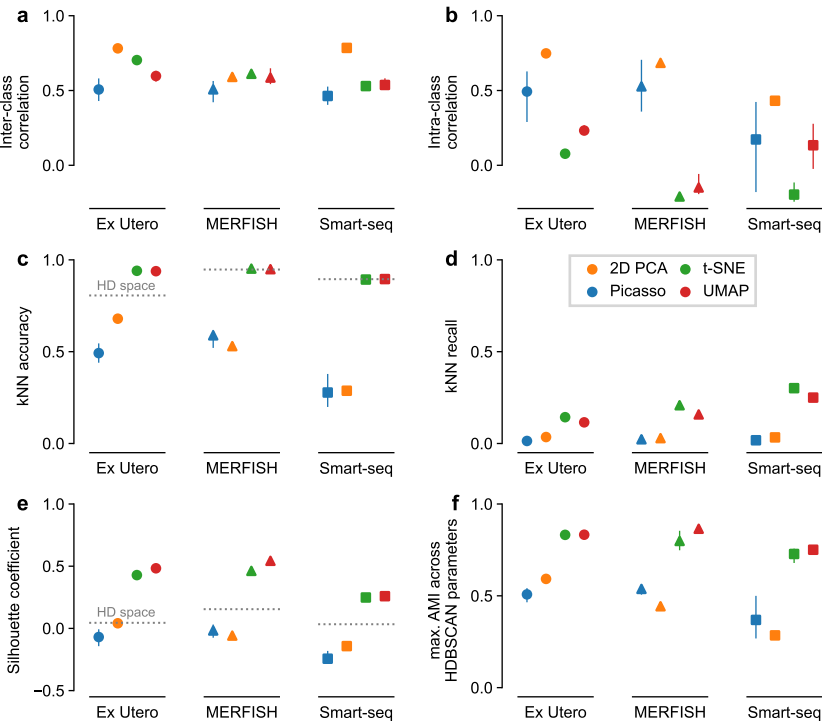 a
Inter-class
correlation
1.0
0.5
0.0
Ex Utero
MERFISH
Smart-seq
b
Intra-class
correlation
1.0
0.5
0.0
Ex Utero
MERFISH
Smart-seq
c
kNN accuracy
1.0
0.5
0.0
HD space
Ex Utero
MERFISH
Smart-seq
d
kNN recall
1.0
0.5
0.0
2D PCA
t-SNE
Picasso
UMAP
Ex Utero
MERFISH
Smart-seq
e
Silhouette coefficient
1.0
0.5
0.0
−0.5
HD space
Ex Utero
MERFISH
Smart-seq
f
max. AMI across
HDBSCAN parameters
1.0
0.5
0.0
Ex Utero
MERFISH
Smart-seq